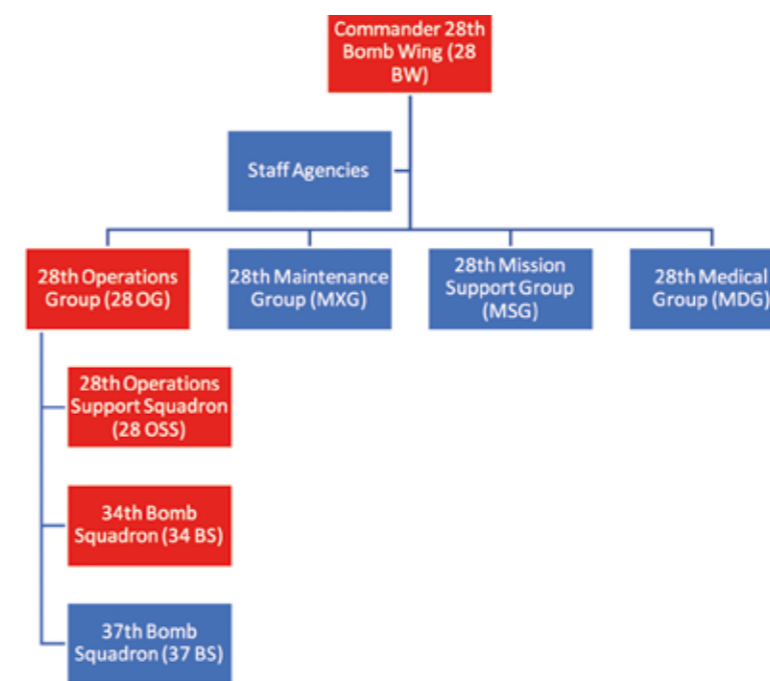 Commander 28th
Bomb Wing (28
BW)
Staff Agencies
28th Operations
Group (28 OG)
28th Maintenance
Group (MXG)
28th Mission
Support Group
(MSG)
28th Medical
Group (MDG)
28th Operations
Support Squadron
(28 OSS)
34th Bomb
Squadron (34 BS)
37th Bomb
Squadron (37 BS)